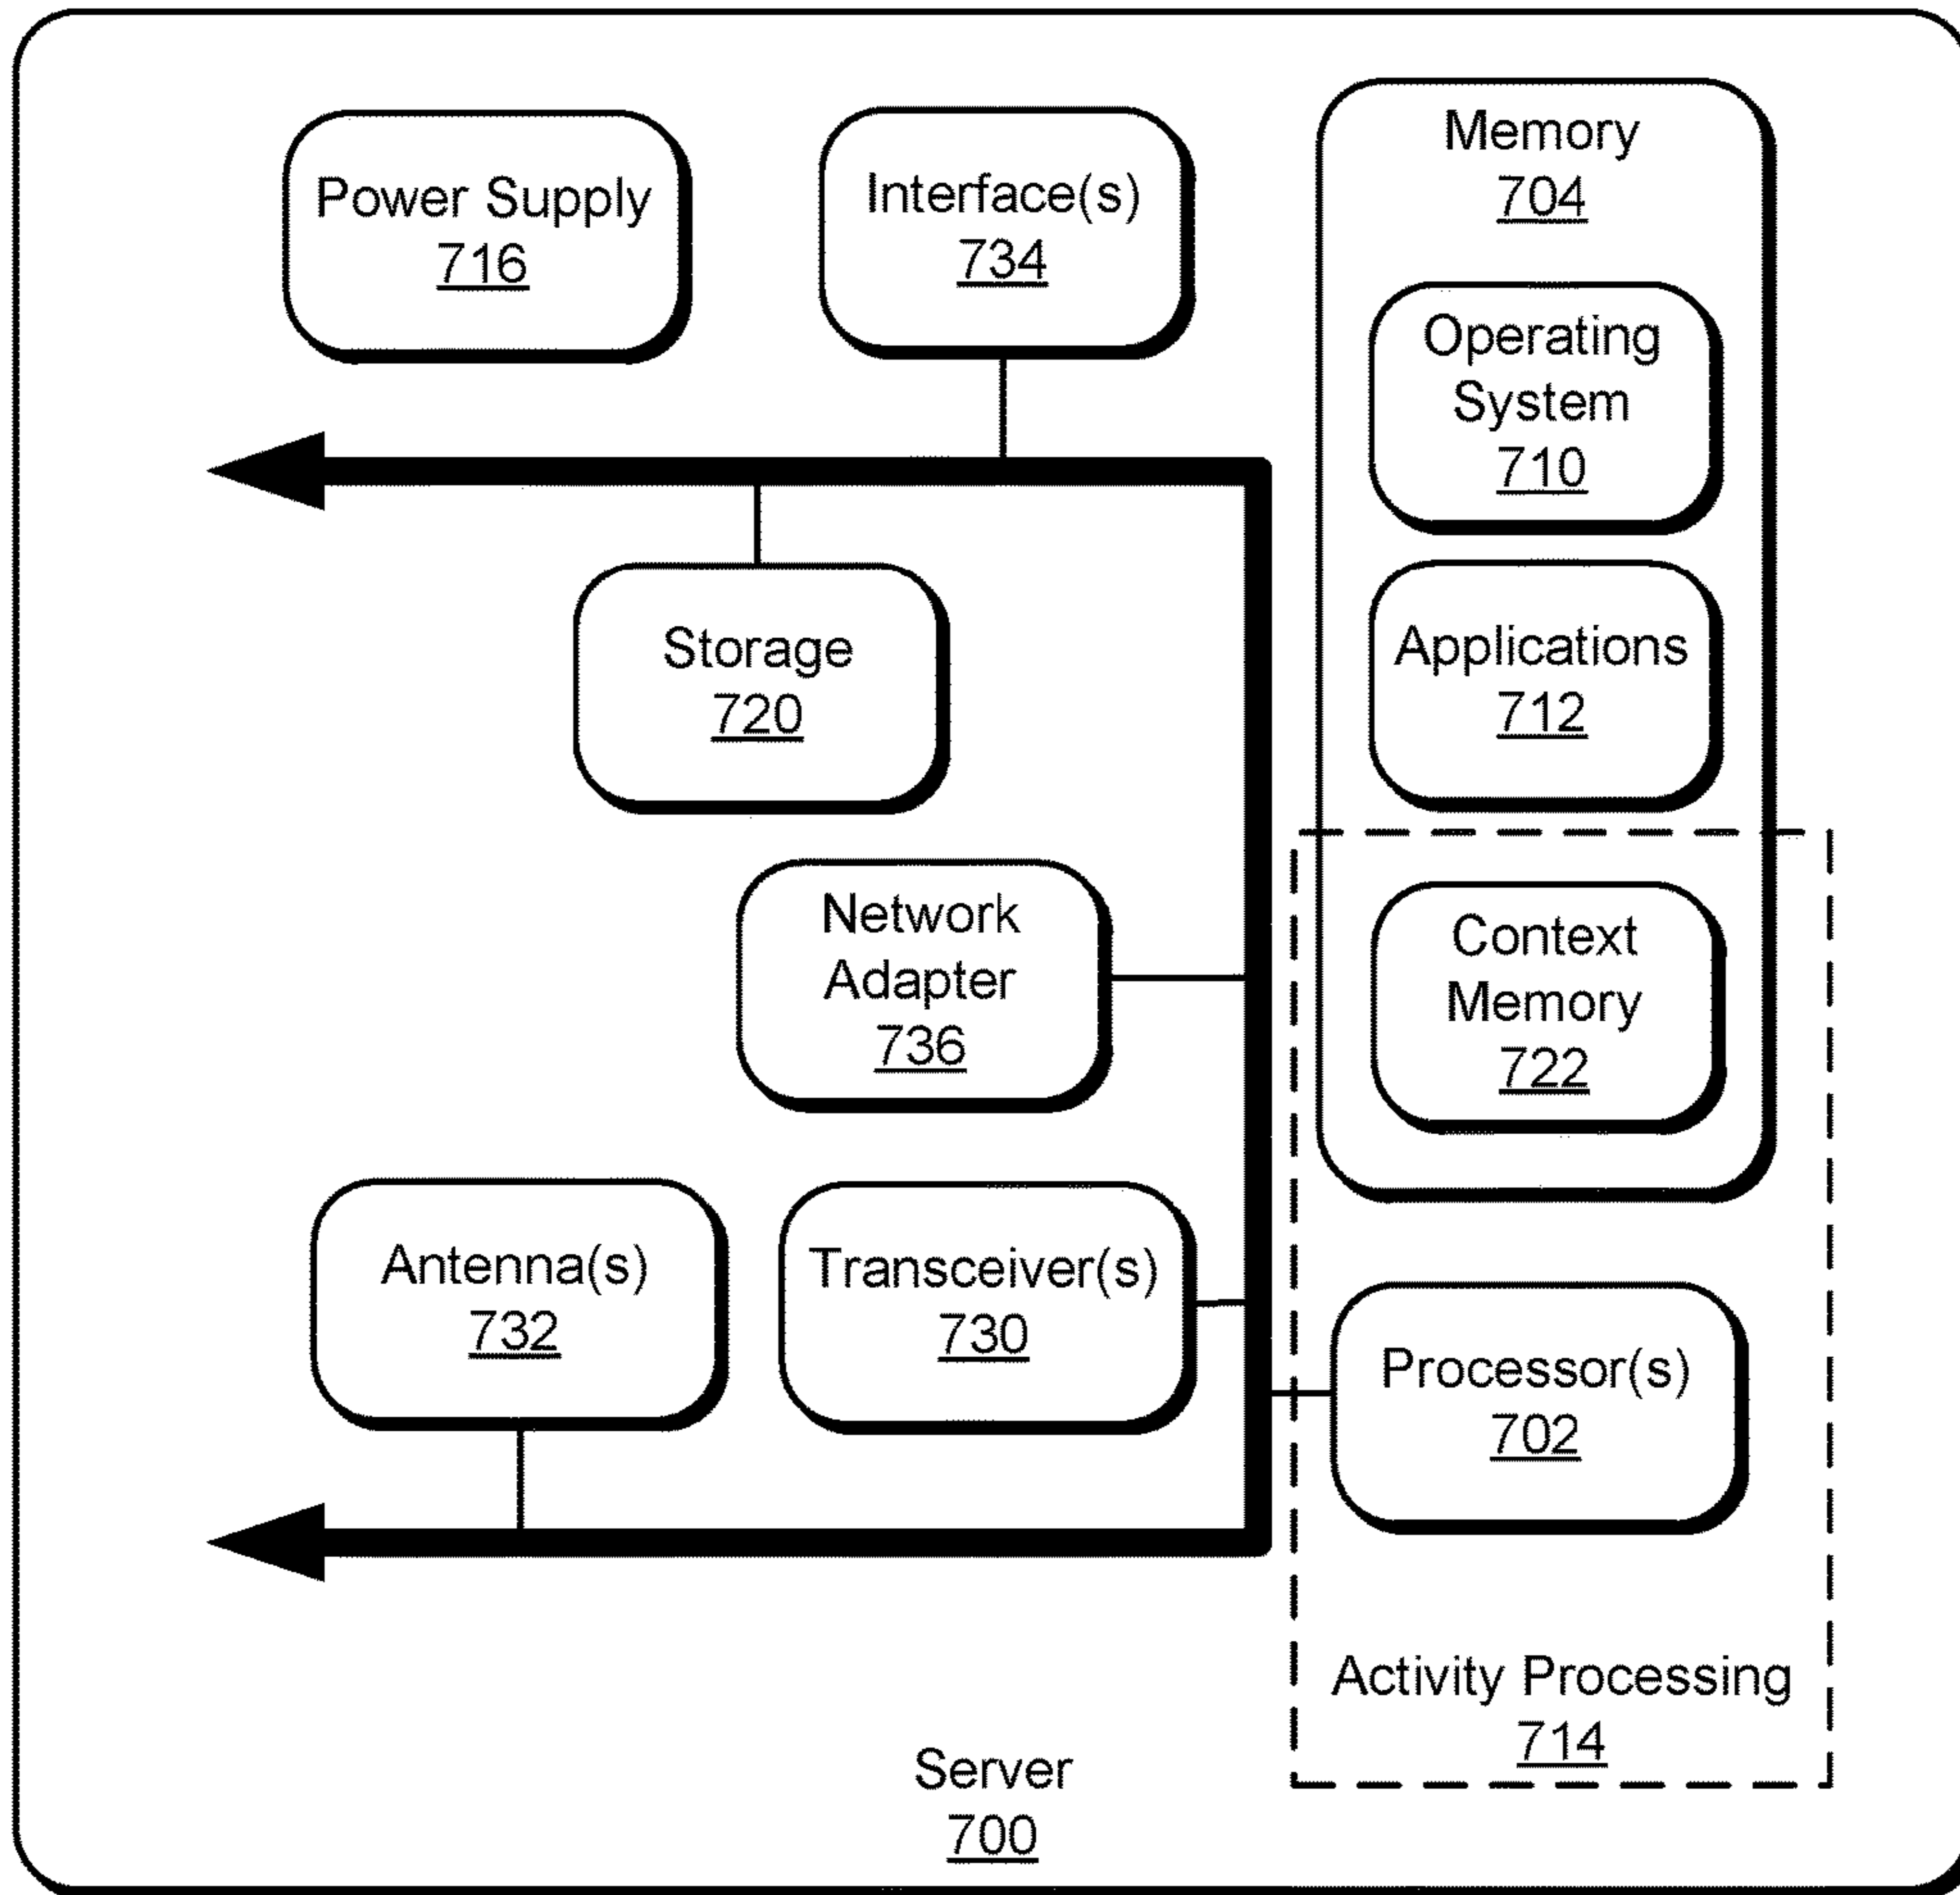 Power Supply
716
Interface(s)
734
Memory
704
Operating
System
710
Storage
720
Applications
712
Network
Adapter
736
Context
Memory
722
Antenna(s)
732
Transceiver(s)
730
Processor(s)
702
Activity Processing
714
Server
700